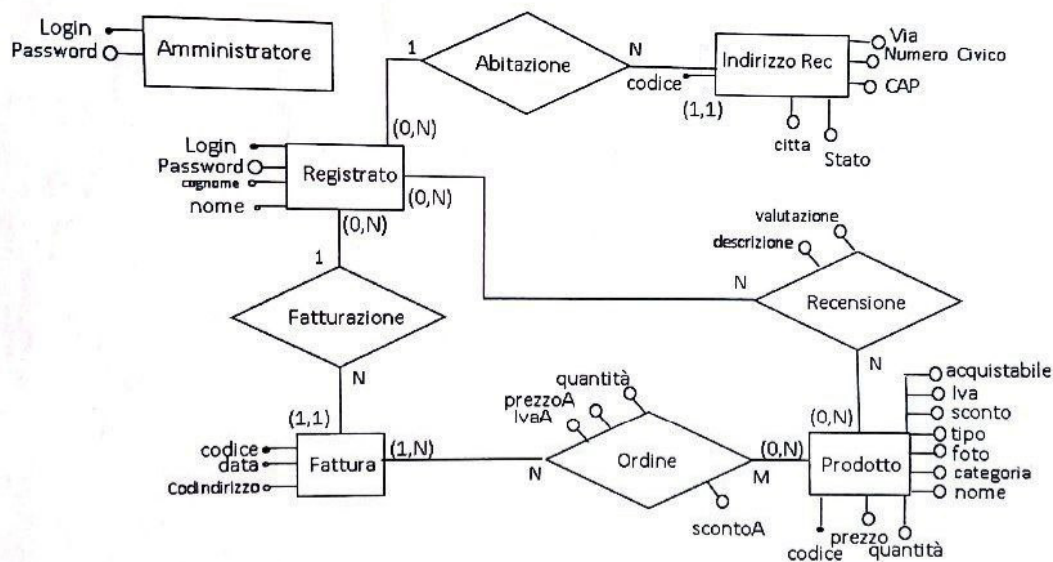 Login
Password
Amministratore
1
Abitazione
N
Indirizzo Rec
codice
(1,1)
Via
Numero Civico
CAP
citta
Stato
(0,N)
Login
Password
cognome
nome
Registrato
(0,N)
(0,N)
valutazione
descrizione
1
N
Recensione
Fatturazione
N
N
acquistabile
Iva
sconto
tipo
foto
categoria
nome
quantità
prezzoA
IvaA
(1,1)
(0,N)
codice
data
Codindirizzo
Fattura
(1,N)
N
Ordine
(0,N)
M
Prodotto
scontoA
codice
prezzo
quantità